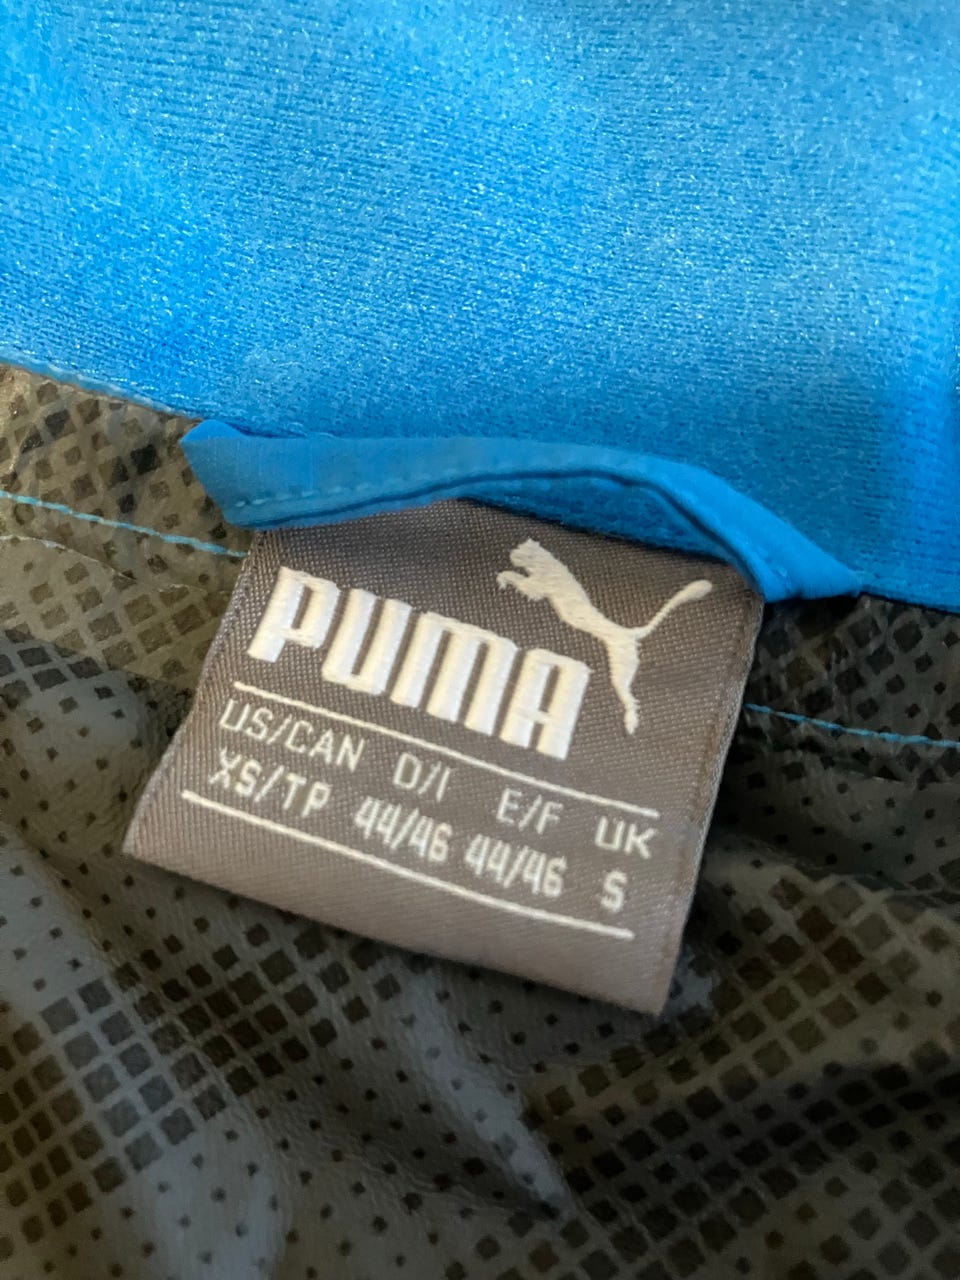 PUMA
US/CAN D/I E/F UK
XS/TP 44/46 44/46 S